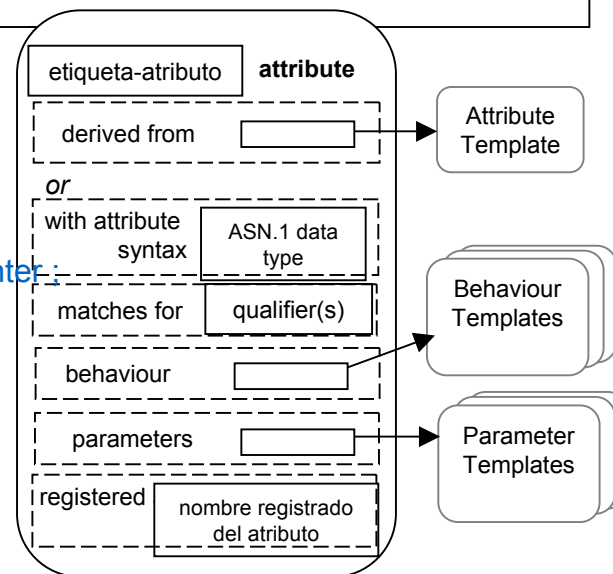 etiqueta-atributo attribute
derived from
Attribute
Template
or
with attribute
syntax
ASN.1 data
type
nter ;
matches for
qualifier(s)
Behaviour
Templates
behaviour
parameters
Parameter
Templates
registered
nombre registrado
del atributo